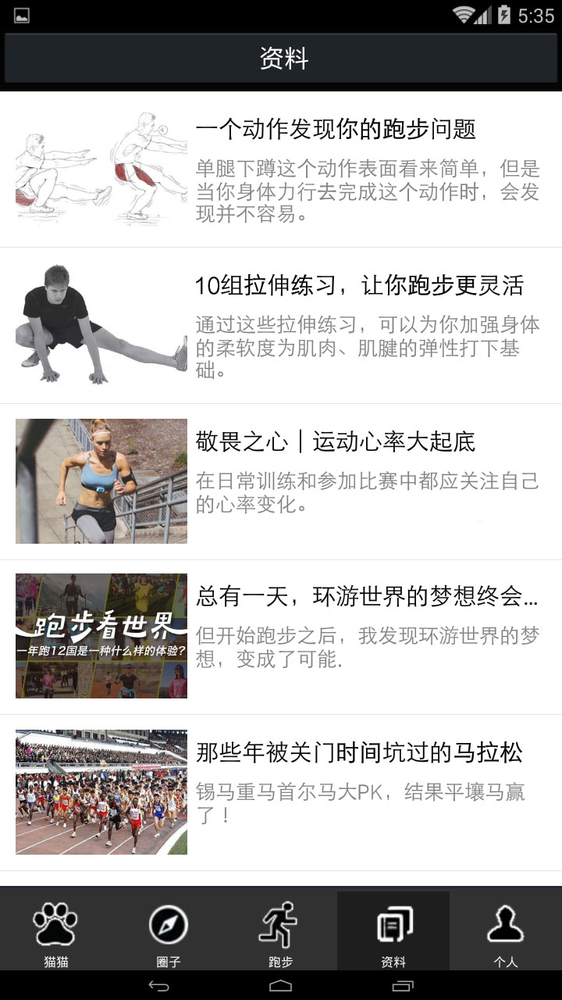 5:35
资料
一个动作发现你的跑步问题
单腿下蹲这个动作表面看来简单，但是
当你身体力行去完成这个动作时，会发
现并不容易。
10组拉伸练习，让你跑步更灵活
通过这些拉伸练习，可以为你加强身体
的柔软度为肌肉、肌腱的弹性打下基
础。
敬畏之心｜运动心率大起底
在日常训练和参加比赛中都应关注自己
的心率变化。
跑步看世界
一年跑12国是一种什么样的体验?
总有一天，环游世界的梦想终会...
但开始跑步之后，我发现环游世界的梦
想，变成了可能.
那些年被关门时间坑过的马拉松
锡马重马首尔马大PK，结果平壤马赢
了！
猫猫
圈子
跑步
资料
个人